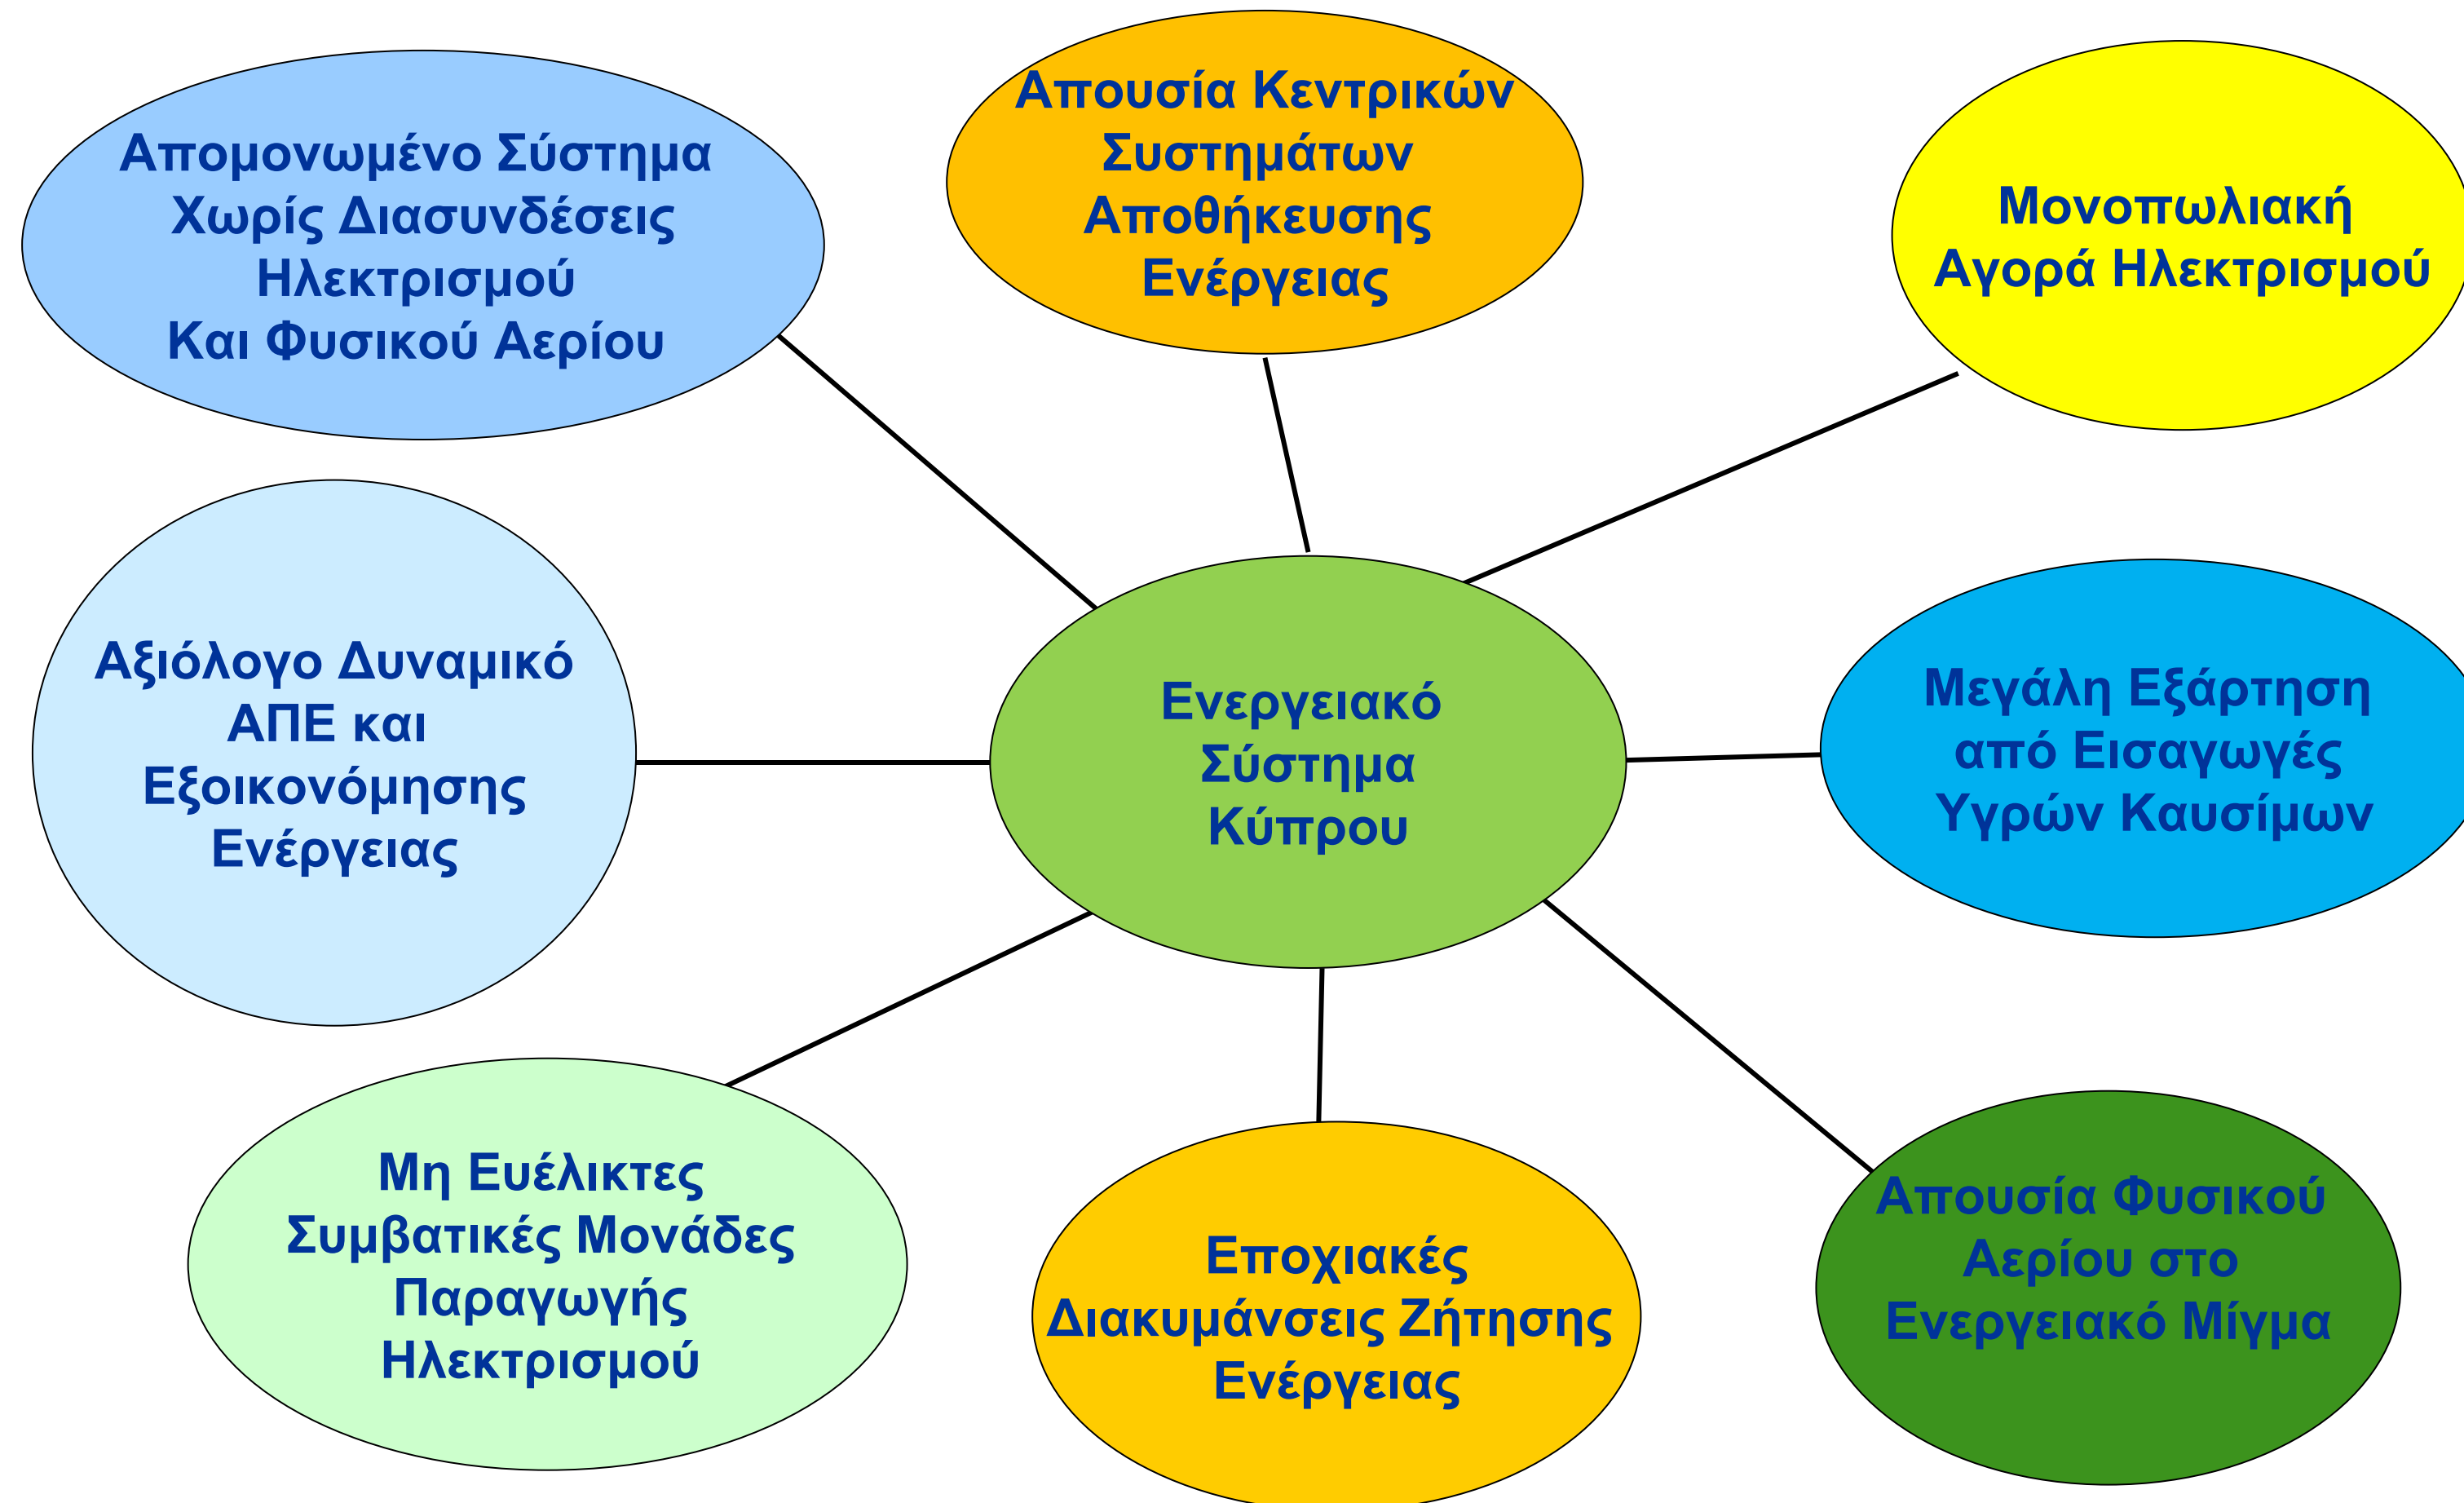 Απομονωμένο Σύστημα
Χωρίς Διασυνδέσεις
Ηλεκτρισμού
Και Φυσικού Αερίου
Απουσία Κεντρικών
Συστημάτων
Αποθήκευσης
Ενέργειας
Μονοπωλιακή
Αγορά Ηλεκτρισμού
Αξιόλογο Δυναμικό
ΑΠΕ και
Εξοικονόμησης
Ενέργειας
Ενεργειακό
Σύστημα
Κύπρου
Μεγάλη Εξάρτηση
από Εισαγωγές
Υγρών Καυσίμων
Μη Ευέλικτες
Συμβατικές Μονάδες
Παραγωγής
Ηλεκτρισμού
Εποχιακές
Διακυμάνσεις Ζήτησης
Ενέργειας
Απουσία Φυσικού
Αερίου στο
Ενεργειακό Μίγμα